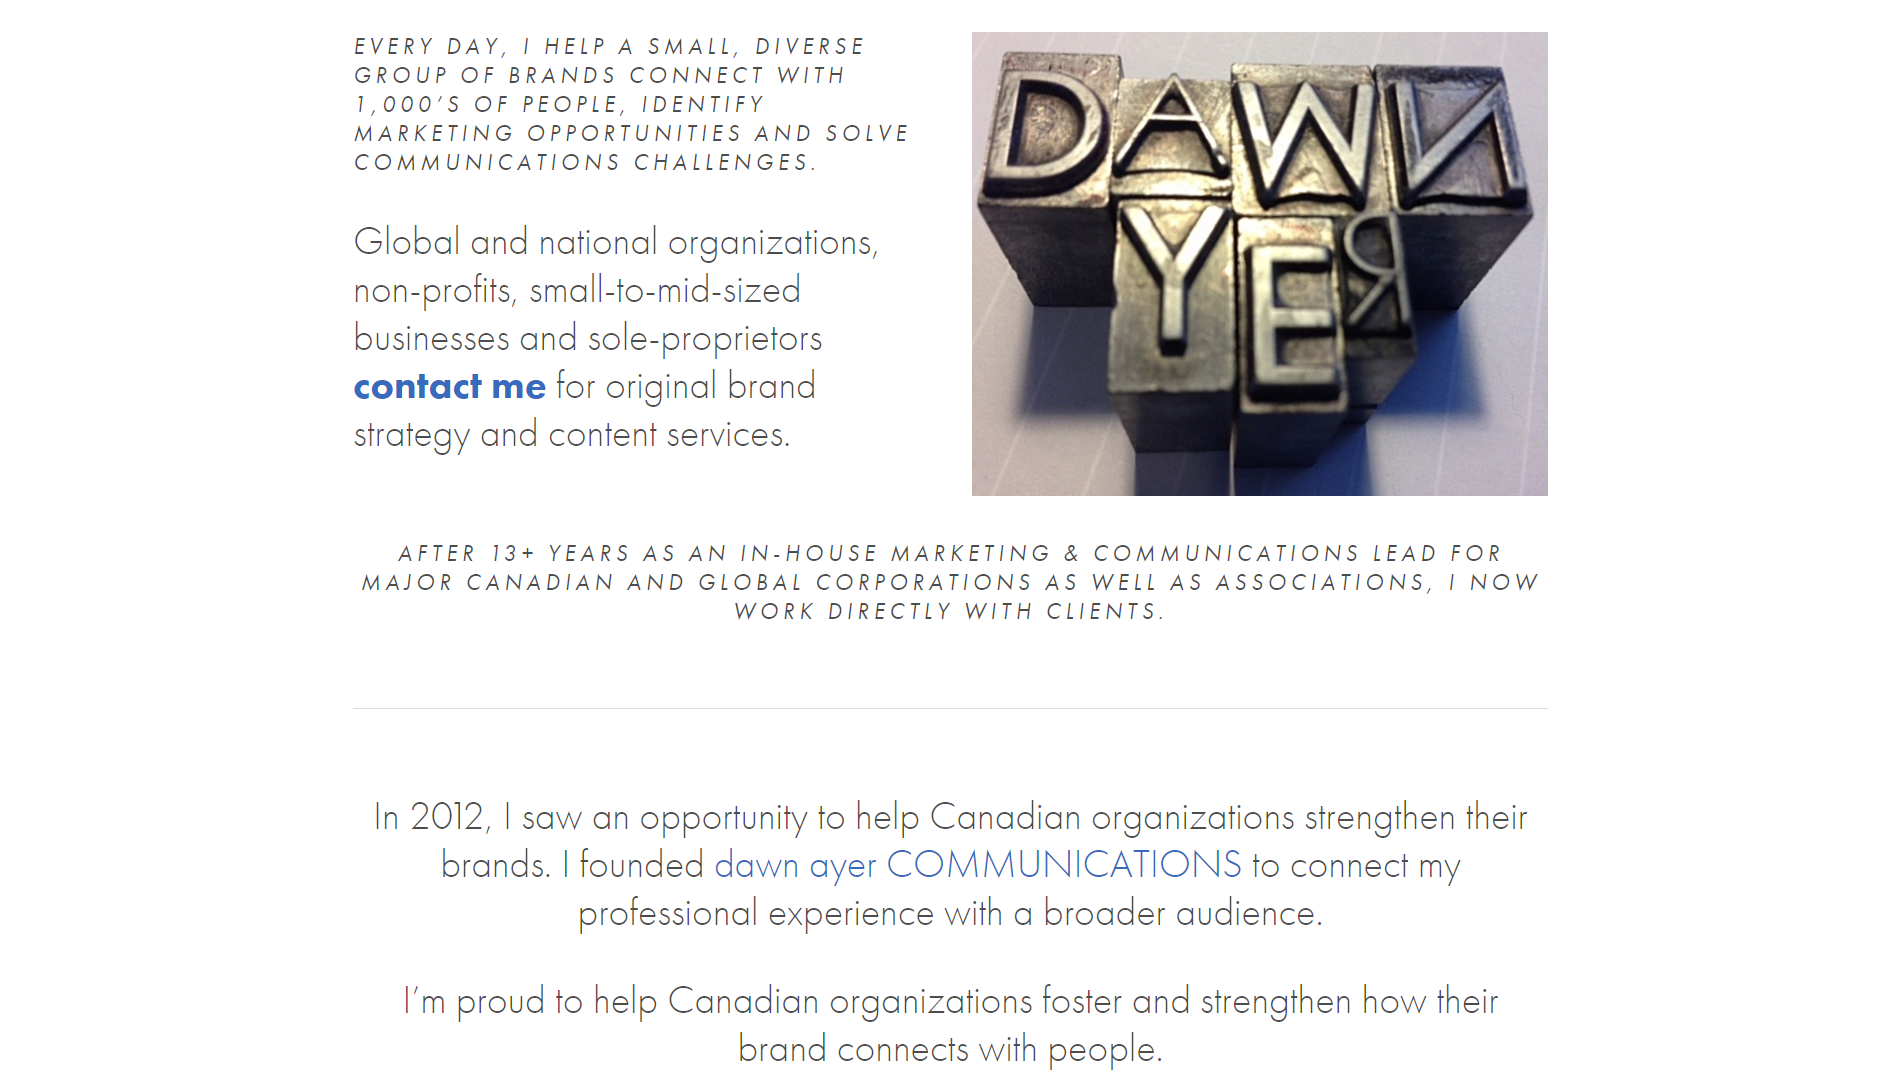 EVERY DAY, I HELP A SMALL, DIVERSE
GROUP OF BRANDS CONNECT WITH
1,000’S OF PEOPLE, IDENTIFY
MARKETING OPPORTUNITIES AND SOLVE
COMMUNICATIONS CHALLENGES.
Global and national organizations,
non-profits, small-to-mid-sized
businesses and sole-proprietors
contact me for original brand
strategy and content services.
DAWN
YER
AFTER 13+ YEARS AS AN IN-HOUSE MARKETING & COMMUNICATIONS LEAD FOR
MAJOR CANADIAN AND GLOBAL CORPORATIONS AS WELL AS ASSOCIATIONS, I NOW
WORK DIRECTLY WITH CLIENTS.
In 2012, I saw an opportunity to help Canadian organizations strengthen their
brands. I founded dawn ayer COMMUNICATIONS to connect my
professional experience with a broader audience.
I’m proud to help Canadian organizations foster and strengthen how their
brand connects with people.